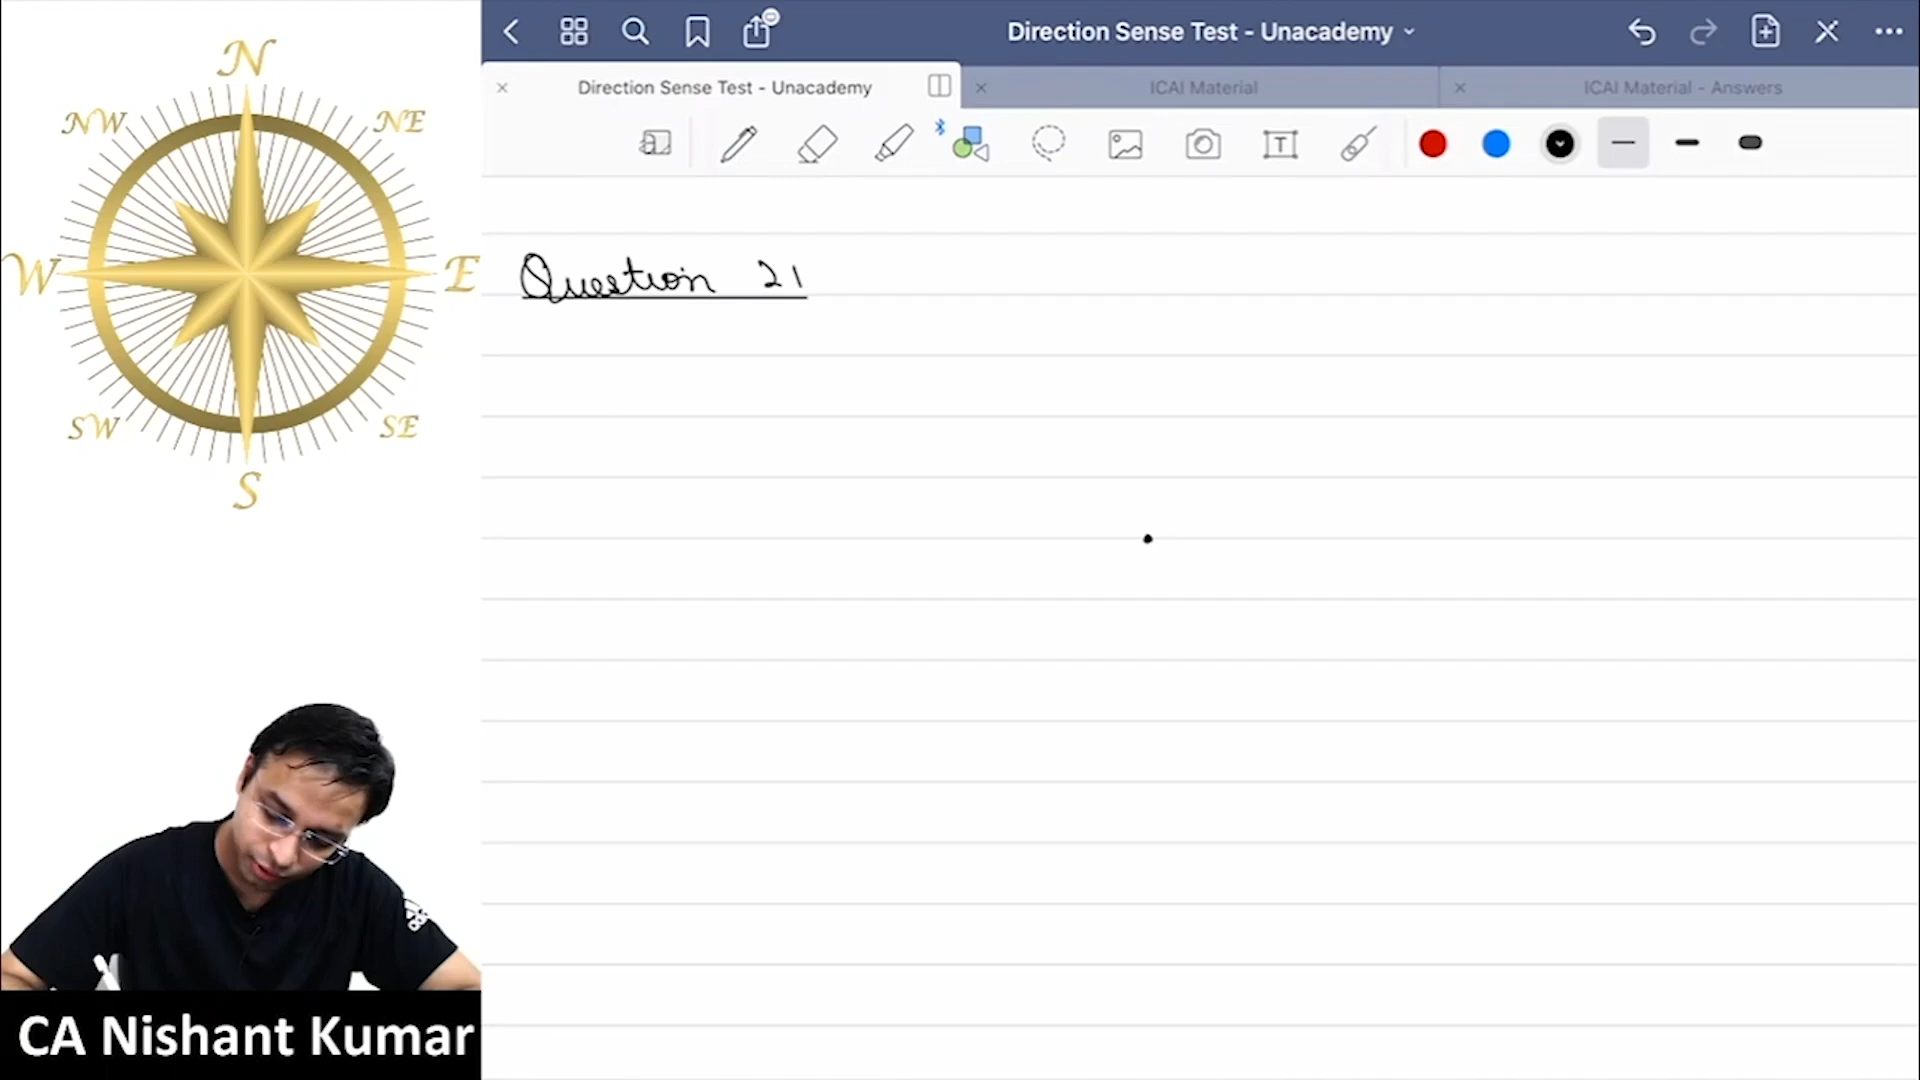 N
NW
NE
W
E
SW
SE
S
Direction Sense Test - Unacademy
Direction Sense Test - Unacademy
ICAI Material
ICAI Material - Answers
T
Question 21
CA Nishant Kumar